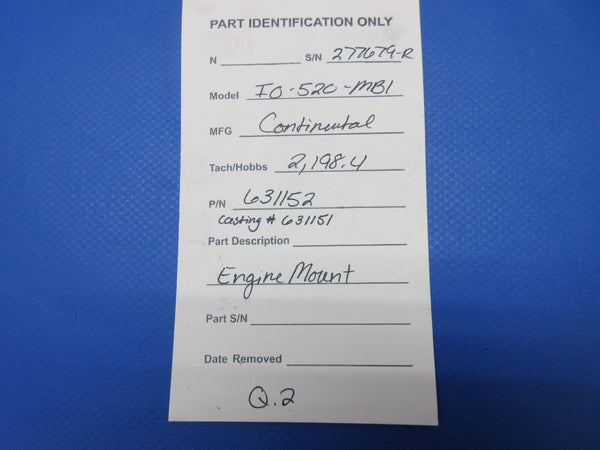 PART IDENTIFICATION ONLY
N S/N 277679-R
Model IO-520-MB1
MFG Continental
Tach/Hobbs 2,198.4
P/N 631152
Casting # 631151
Part Description
Engine Mount
Part S/N
Date Removed
Q.2